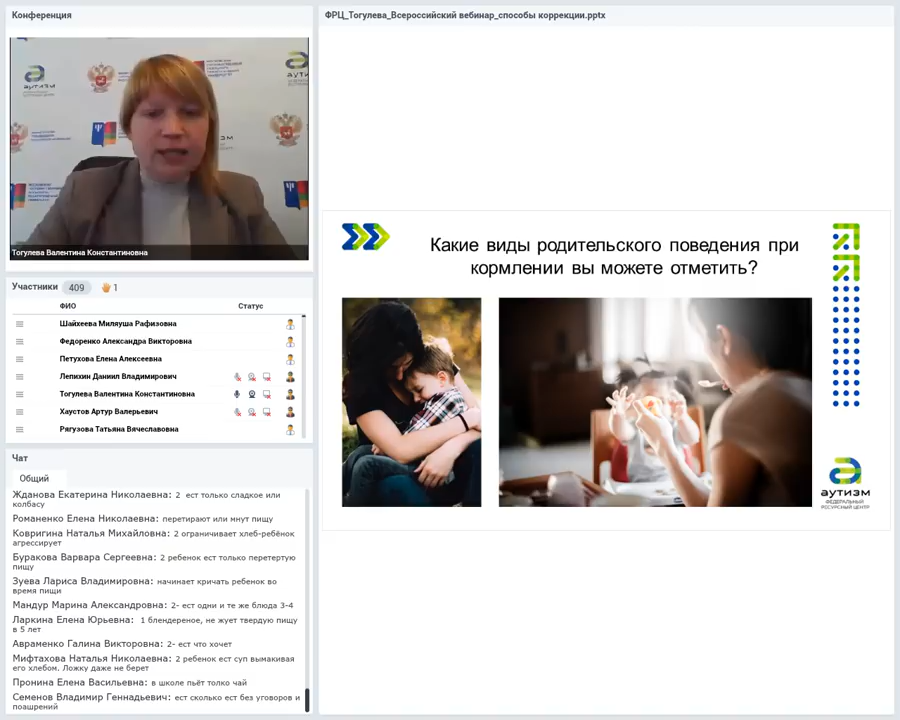 Конференция
аутизм
аутизм
Тогулева Валентина Константиновна
Участники 409 1
ФИО Статус
Шайхеева Миляуша Рафизовна
Федоренко Александра Викторовна
Петухова Елена Алексеевна
Лепихин Даниил Владимирович
Тогулева Валентина Константиновна
Хаустов Артур Валерьевич
Рягузова Татьяна Вячеславовна
Чат
Общий
Жданова Екатерина Николаевна: 2 ест только сладкое или
колбасу
Романенко Елена Николаевна: перетирают или мнут пищу
Ковригина Наталья Михайловна: 2 ограничивает хлеб-ребёнок
агрессирует
Буракова Варвара Сергеевна: 2 ребенок ест только перетертую
пищу
Зуева Лариса Владимировна: начинает кричать ребенок во
время пищи
Мандур Марина Александровна: 2- ест одни и те же блюда 3-4
Ларкина Елена Юрьевна: 1 блендереное, не жует твердую пищу
в 5 лет
Авраменко Галина Викторовна: 2- ест что хочет
Мифтахова Наталья Николаевна: 2 ребенок ест суп вымакивая
его хлебом. Ложку даже не берет
Пронина Елена Васильевна: в школе пьёт толко чай
Семенов Владимир Геннадьевич: ест сколько ест без уговоров и
поашрений
ФРЦ_Тогулева_Всероссийский вебинар_способы коррекции.pptx
Какие виды родительского поведения при
кормлении вы можете отметить?
аутизм
ФЕДЕРАЛЬНЫЙ
РЕСУРСНЫЙ ЦЕНТР